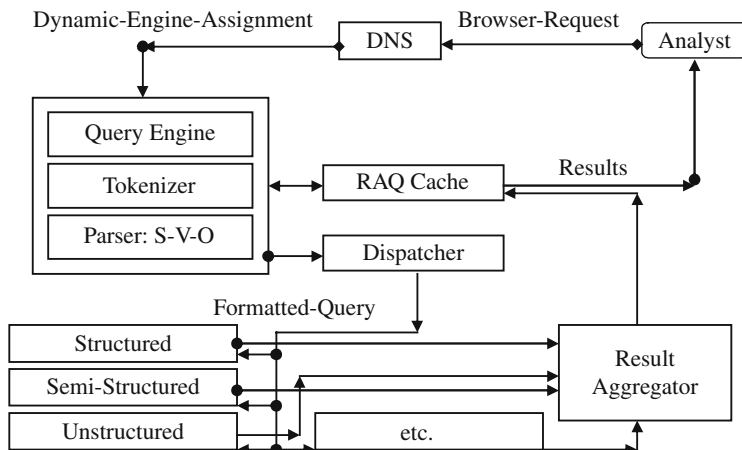 Dynamic-Engine-Assignment
Browser-Request
DNS
Analyst
Query Engine
Tokenizer
Parser: S-V-O
RAQ Cache
Results
Dispatcher
Formatted-Query
Structured
Semi-Structured
Unstructured
etc.
Result
Aggregator